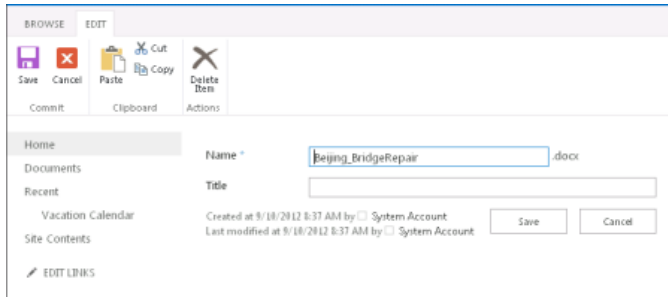 BROWSE EDIT
Save Cancel Paste Cut Copy Delete Item
Commit Clipboard Actions
Home
Documents
Recent
Vacation Calendar
Site Contents
EDIT LINKS
Name * Beijing_BridgeRepair .docx
Title
Created at 9/10/2012 8:37 AM by System Account
Last modified at 9/10/2012 8:37 AM by System Account
Save Cancel